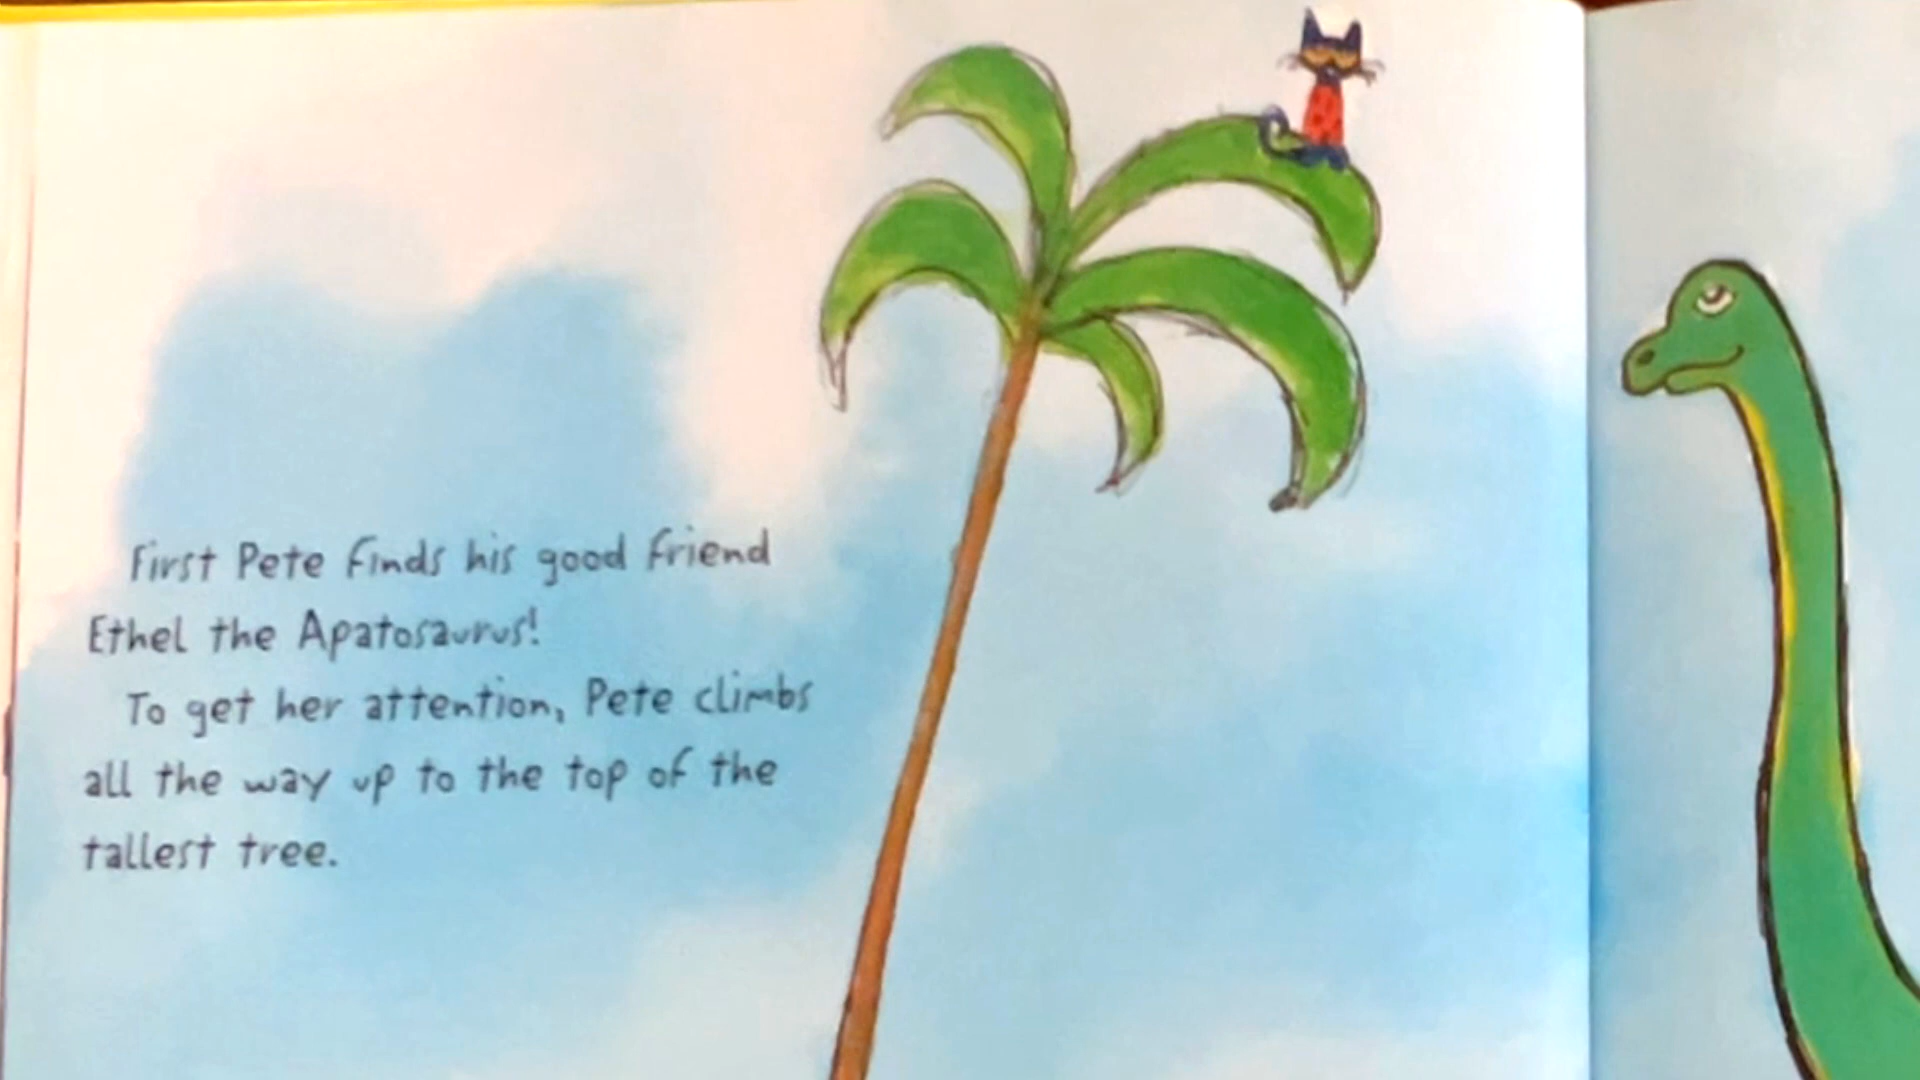 First Pete finds his good friend
Ethel the Apatosaurus!
To get her attention, Pete climbs
all the way up to the top of the
tallest tree.